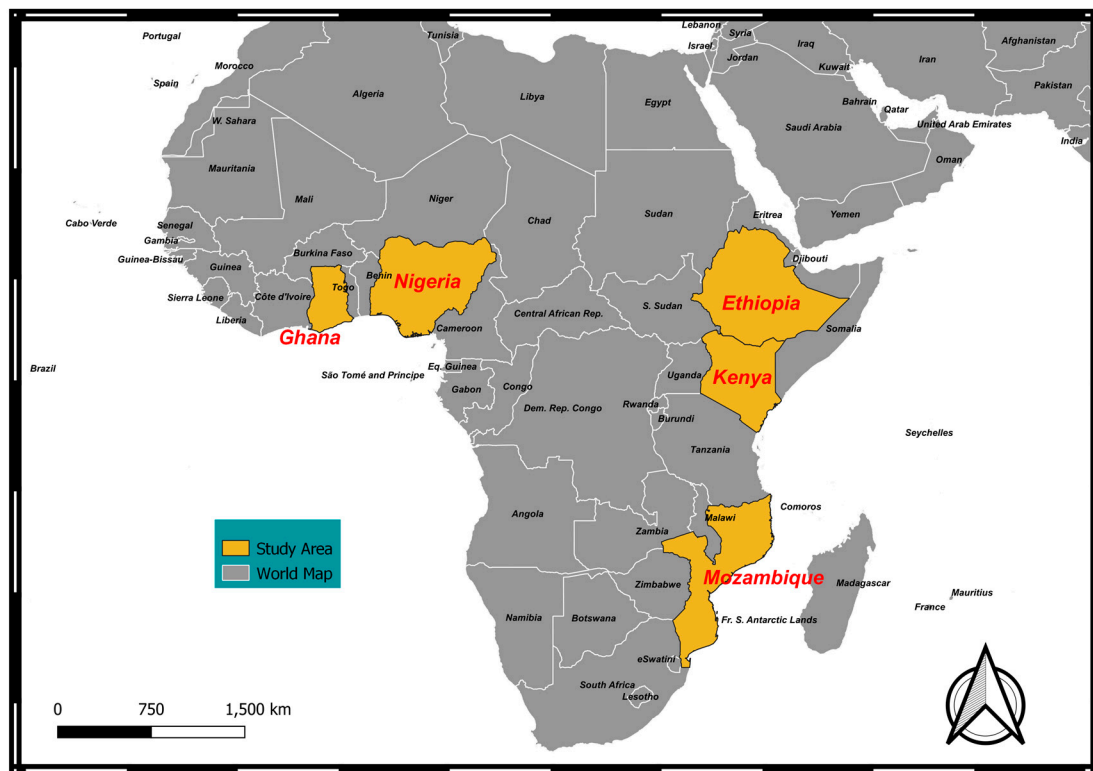 Lebanon
Tunisia
Syria
Portugal
Afghanistan
Israel
Iraq
Jordan
Iran
Morocco
Kuwait
Spain
Pakistan
Algeria
Libya
Egypt
Bahrain
Qatar
W. Sahara
Saudi Arabia
United Arab Emirates
India
Oman
Mauritania
Mali
Niger
Chad
Sudan
Eritrea
Yemen
Cabo Verde
Senegal
Gambia
Burkina Faso
Djibouti
Guinea-Bissau
Guinea
Benin
Nigeria
Ethiopia
Togo
Sierra Leone
Côte d'Ivoire
S. Sudan
Central African Rep.
Liberia
Cameroon
Somalia
Ghana
Brazil
Eq. Guinea
São Tomé and Principe
Gabon
Congo
Uganda
Kenya
Dem. Rep. Congo
Rwanda
Burundi
Seychelles
Tanzania
Comoros
Angola
Malawi
Zambia
Study Area
World Map
Zimbabwe
Mozambique
Madagascar
Mauritius
France
Namibia
Botswana
Fr. S. Antarctic Lands
eSwatini
South Africa
Lesotho
0 750 1,500 km